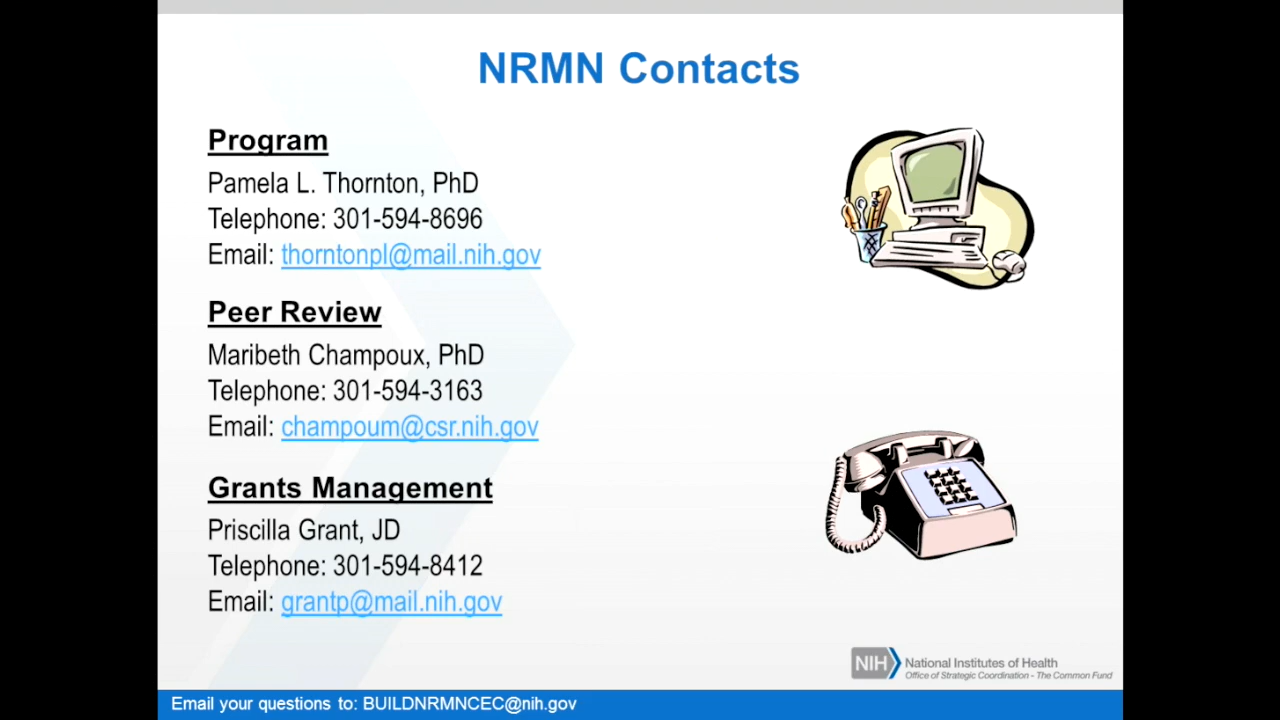 NRMN Contacts
Program
Pamela L. Thornton, PhD
Telephone: 301-594-8696
Email: thorntonpl@mail.nih.gov
Peer Review
Maribeth Champoux, PhD
Telephone: 301-594-3163
Email: champoum@csr.nih.gov
Grants Management
Priscilla Grant, JD
Telephone: 301-594-8412
Email: grantp@mail.nih.gov
NIH National Institutes of Health
Office of Strategic Coordination - The Common Fund
Email your questions to: BUILDNRMNCEC@nih.gov